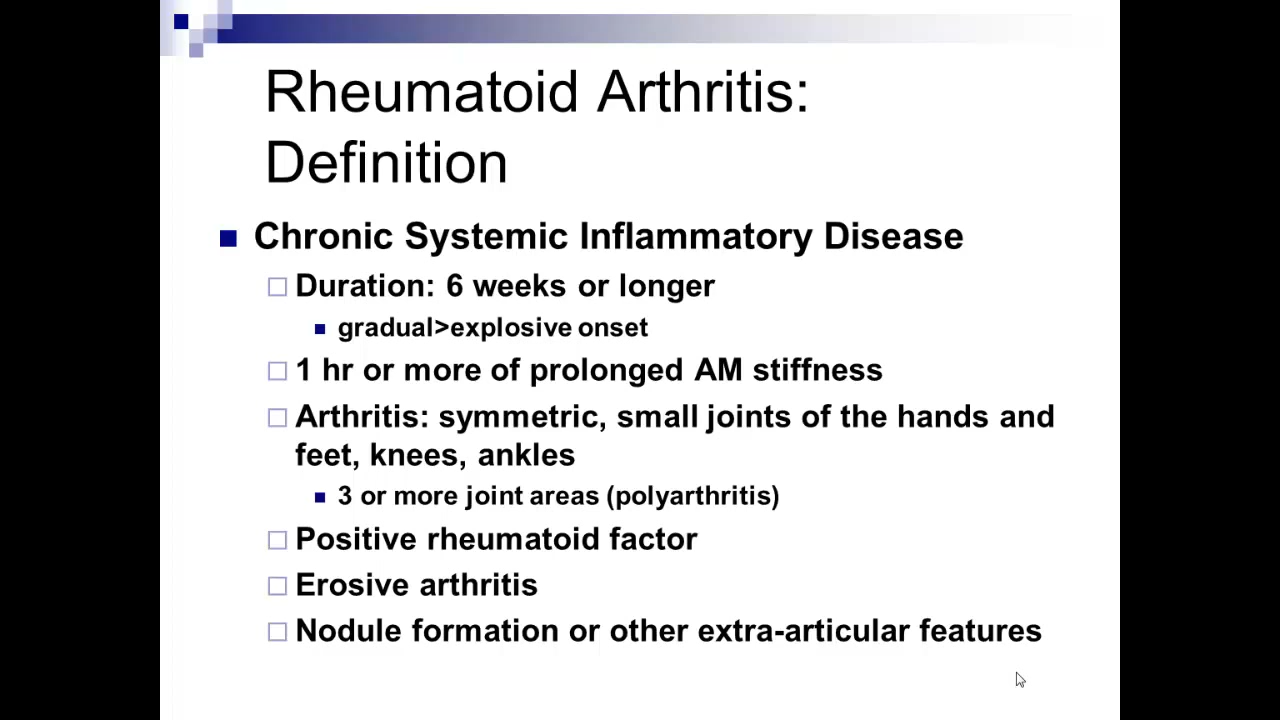 Rheumatoid Arthritis:
Definition
Chronic Systemic Inflammatory Disease
Duration: 6 weeks or longer
gradual>explosive onset
1 hr or more of prolonged AM stiffness
Arthritis: symmetric, small joints of the hands and
feet, knees, ankles
3 or more joint areas (polyarthritis)
Positive rheumatoid factor
Erosive arthritis
Nodule formation or other extra-articular features